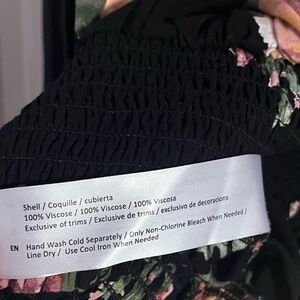 Shell / Coquille / cubierta
100% Viscose / 100% Viscose / 100% Viscosa
Exclusive of trims / Exclusive de trims / exclusivo de decoracions
EN Hand Wash Cold Separately / Only Non-Chlorine Bleach When Needed /
Line Dry / Use Cool Iron When Needed